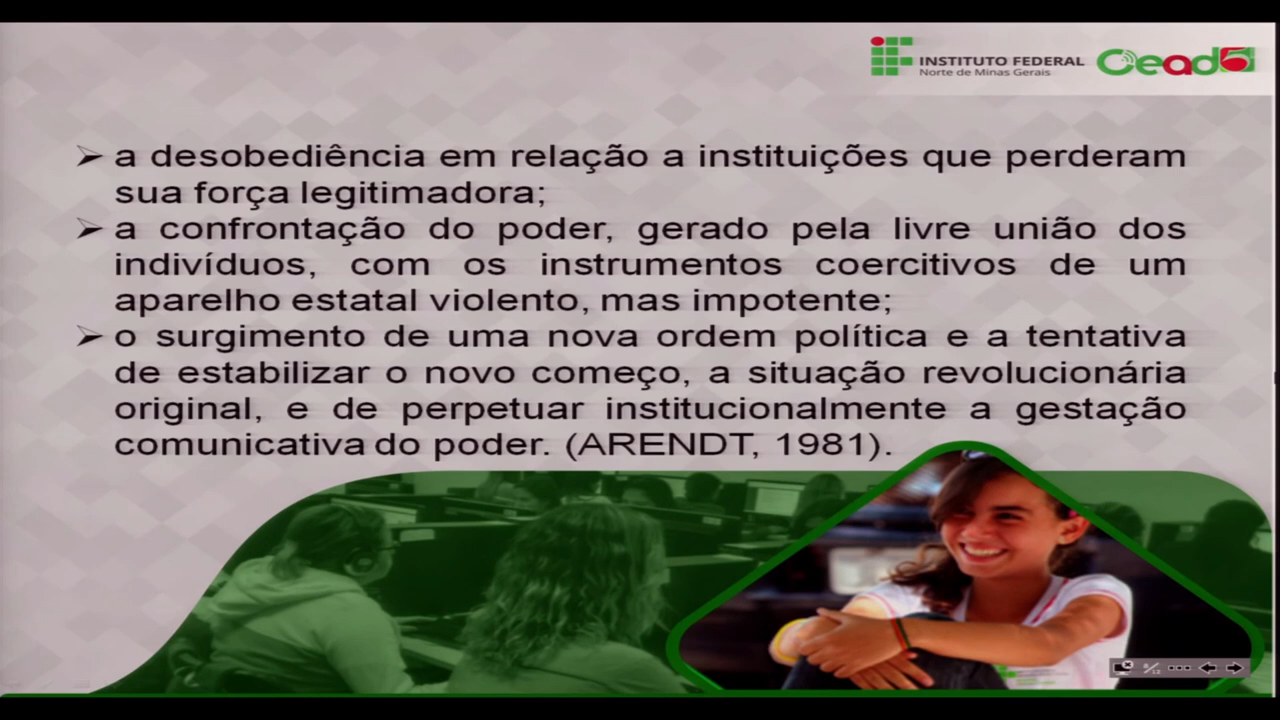 INSTITUTO FEDERAL
Norte de Minas Gerais
Cead
a desobediência em relação a instituições que perderam
sua força legitimadora;
a confrontação do poder, gerado pela livre união dos
indivíduos, com os instrumentos coercitivos de um
aparelho estatal violento, mas impotente;
o surgimento de uma nova ordem política e a tentativa
de estabilizar o novo começo, a situação revolucionária
original, e de perpetuar institucionalmente a gestação
comunicativa do poder. (ARENDT, 1981).